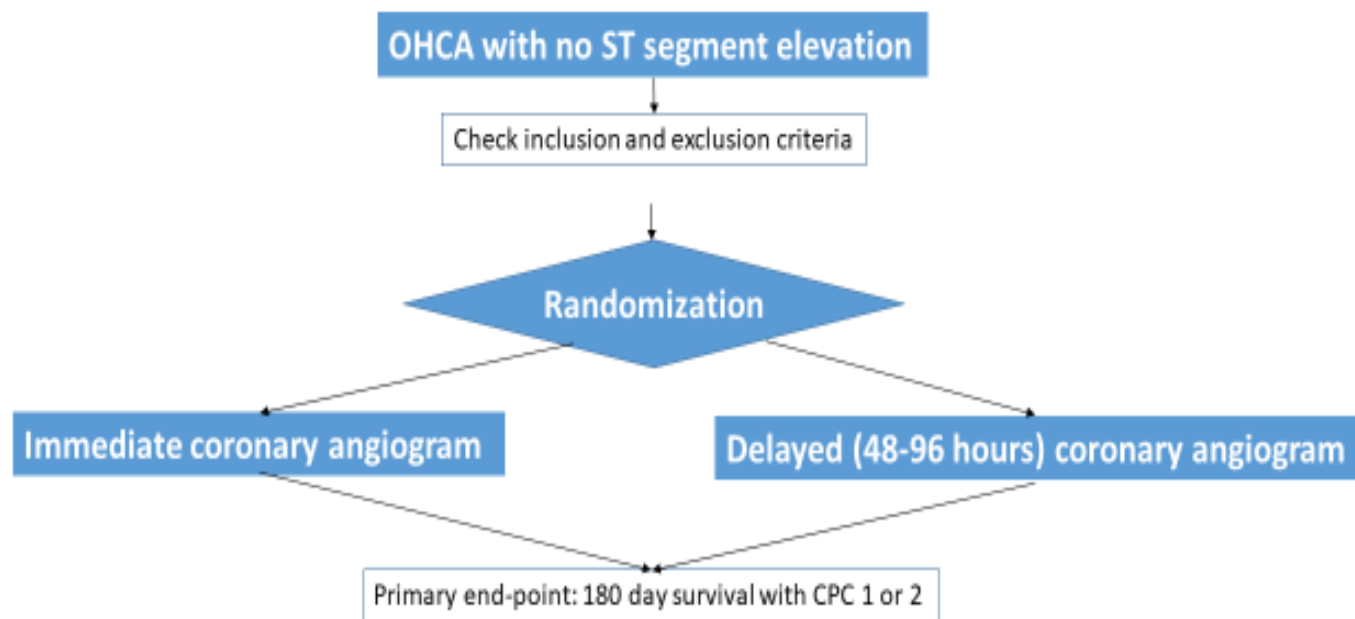 OHCA with no ST segment elevation
Check inclusion and exclusion criteria
Randomization
Immediate coronary angiogram
Delayed (48-96 hours) coronary angiogram
Primary end-point: 180 day survival with CPC 1 or 2